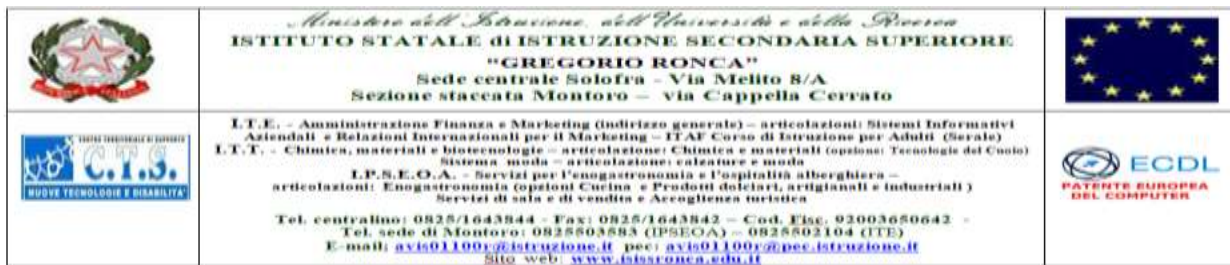 Ministero dell'Istruzione, dell'Università e della Ricerca
ISTITUTO STATALE di ISTRUZIONE SECONDARIA SUPERIORE
“GREGORIO RONCA”
Sede centrale Solofra - Via Melito 8/A
Sezione staccata Montoro – via Cappella Cerrato
CENTRO TERRITORIALE DI SUPPORTO
C.T.S.
NUOVE TECNOLOGIE E DISABILITA'
I.T.E. - Amministrazione Finanza e Marketing (indirizzo generale) – articolazioni: Sistemi Informativi
Aziendali e Relazioni Internazionali per il Marketing – ITAF Corso di Istruzione per Adulti (Serale)
I.T.T. - Chimica, materiali e biotecnologie – articolazione: Chimica e materiali (opzione: Tecnologie del Cuoio)
Sistema moda – articolazione: calzature e moda
I.P.S.E.O.A. - Servizi per l'enogastronomia e l'ospitalità alberghiera –
articolazioni: Enogastronomia (opzioni Cucina e Prodotti dolciari, artigianali e industriali )
Servizi di sala e di vendita e Accoglienza turistica
Tel. centralino: 0825/1643844 - Fax: 0825/1643842 – Cod. Fisc. 92003650642 -
Tel. sede di Montoro: 0825503583 (IPSEOA) – 0825502104 (ITE)
E-mail: avis01100r@istruzione.it pec: avis01100r@pec.istruzione.it
Sito web: www.isissronca.edu.it
ECDL
PATENTE EUROPEA
DEL COMPUTER